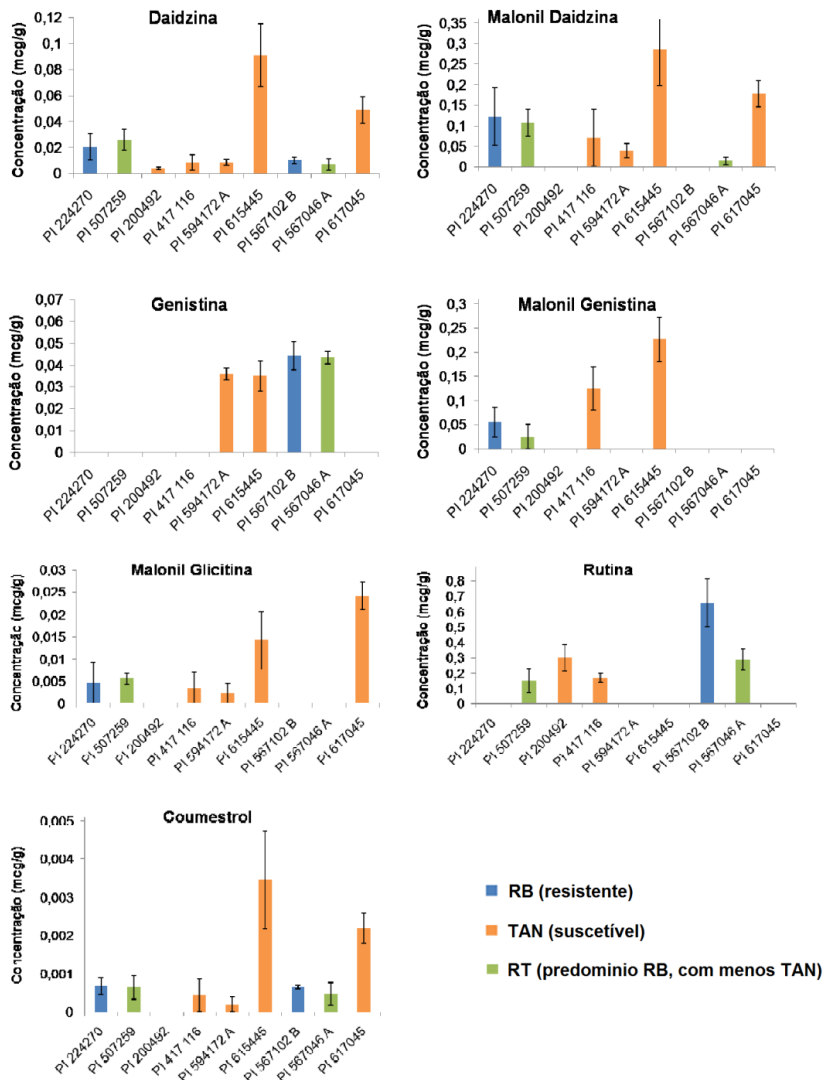 Daidzina
Concentração (mcg/g)
0,12
0,1
0,08
0,06
0,04
0,02
0
PI 224270
PI 507259
PI 200492
PI 417 116
PI 594172 A
PI 615445
PI 567102 B
PI 567046 A
PI 617045
Malonil Daidzina
Concentração (mcg/g)
0,35
0,3
0,25
0,2
0,15
0,1
0,05
0
PI 224270
PI 507259
PI 200492
PI 417 116
PI 594172 A
PI 615445
PI 567102 B
PI 567046 A
PI 617045
Genistina
Concentração (mcg/g)
0,07
0,06
0,05
0,04
0,03
0,02
0,01
0
PI 224270
PI 507259
PI 200492
PI 417 116
PI 594172 A
PI 615445
PI 567102 B
PI 567046 A
PI 617045
Malonil Genistina
Concentração (mcg/g)
0,3
0,25
0,2
0,15
0,1
0,05
0
PI 224270
PI 507259
PI 200492
PI 417 116
PI 594172 A
PI 615445
PI 567102 B
PI 567046 A
PI 617045
Malonil Glicitina
Concentração (mcg/g)
0,03
0,025
0,02
0,015
0,01
0,005
0
PI 224270
PI 507259
PI 200492
PI 417 116
PI 594172 A
PI 615445
PI 567102 B
PI 567046 A
PI 617045
Rutina
Concentração (mcg/g)
0,8
0,7
0,6
0,5
0,4
0,3
0,2
0,1
0
PI 224270
PI 507259
PI 200492
PI 417 116
PI 594172 A
PI 615445
PI 567102 B
PI 567046 A
PI 617045
Coumestrol
Concentração (mcg/g)
0,005
0,004
0,003
0,002
0,001
0
PI 224270
PI 507259
PI 200492
PI 417 116
PI 594172 A
PI 615445
PI 567102 B
PI 567046 A
PI 617045
RB (resistente)
TAN (suscetível)
RT (predominio RB, com menos TAN)